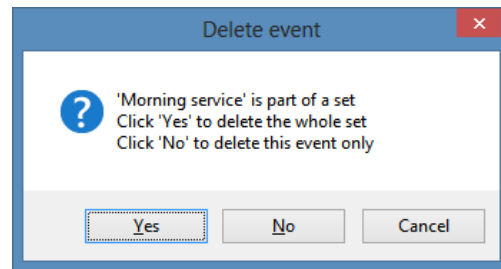 Delete event
'Morning service' is part of a set
Click 'Yes' to delete the whole set
Click 'No' to delete this event only
Yes
No
Cancel